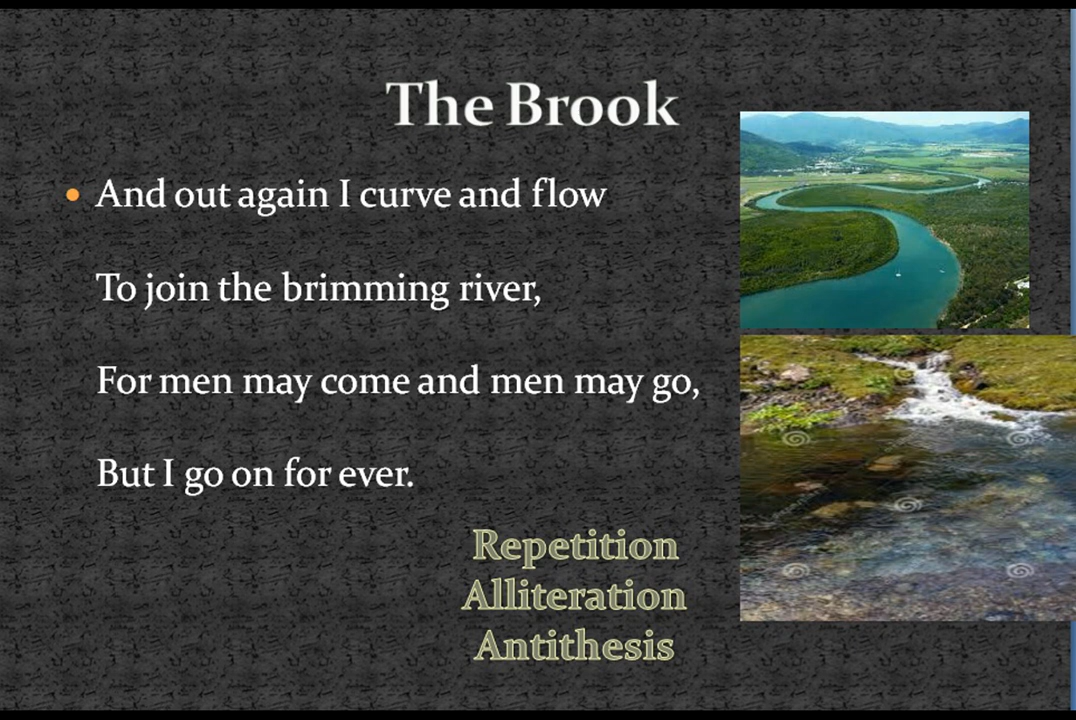 The Brook
• And out again I curve and flow
To join the brimming river,
For men may come and men may go,
But I go on for ever.
Repetition
Alliteration
Antithesis